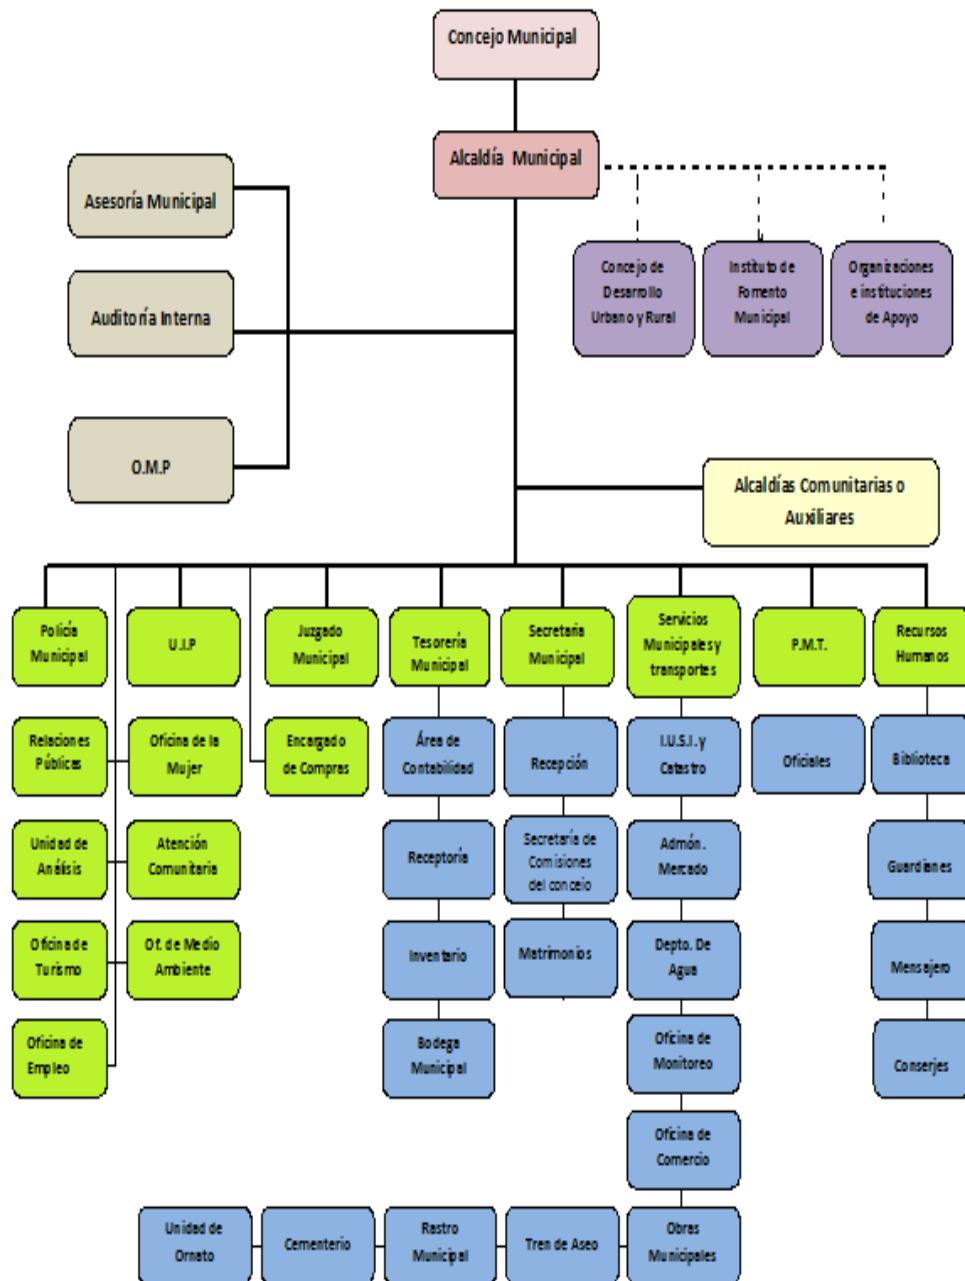 Concejo Municipal
Alcaldía Municipal
Asesoría Municipal
Auditoría Interna
O.M.P
Concejo de
Desarrollo
Urbano y Rural
Instituto de
Fomento
Municipal
Organizaciones
e instituciones
de Apoyo
Alcaldías Comunitarias o
Auxiliares
Policía
Municipal
U.I.P
Juzgado
Municipal
Tesorería
Municipal
Secretaría
Municipal
Servicios
Municipales y
transportes
P.M.T.
Recursos
Humanos
Relaciones
Públicas
Oficina de la
Mujer
Encargado
de Compras
Área de
Contabilidad
Recepción
I.U.S.I. y
Catastro
Oficiales
Biblioteca
Unidad de
Análisis
Atención
Comunitaria
Receptoría
Secretaría de
Comisiones
del concejo
Admón.
Mercado
Guardianes
Oficina de
Turismo
Of. de Medio
Ambiente
Inventario
Matrimonios
Depto. De
Agua
Mensajero
Oficina de
Empleo
Bodega
Municipal
Oficina de
Monitoreo
Conserjes
Oficina de
Comercio
Unidad de
Ornato
Cementerio
Rastro
Municipal
Tren de Aseo
Obras
Municipales